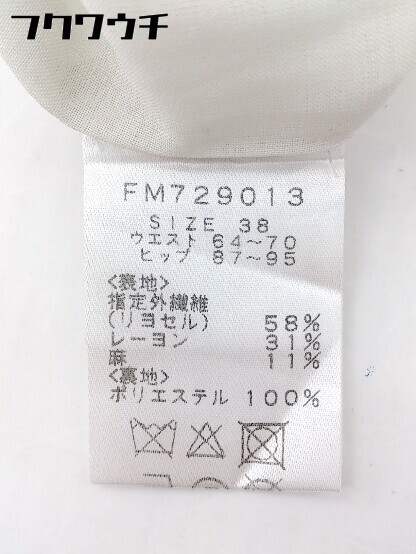 フクワウチ
FM729013
SIZE 38
ウエスト 64～70
ヒップ 87～95
<表地>
指定外繊維
(リヨセル) 58%
レーヨン 31%
麻 11%
<裏地>
ポリエステル 100%